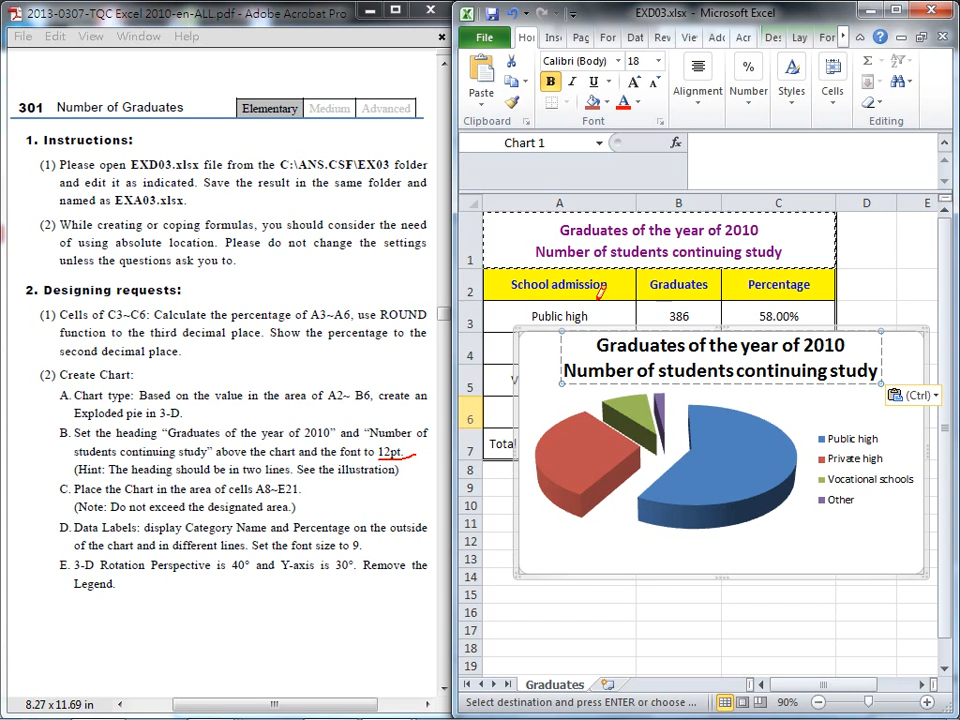 2013-0307-TQC Excel 2010-en-ALL.pdf - Adobe Acrobat Pro
File Edit View Window Help
301 Number of Graduates
Elementary Medium Advanced
1. Instructions:
(1) Please open EXD03.xlsx file from the C:\ANS.CSF\EX03 folder
and edit it as indicated. Save the result in the same folder and
named as EXA03.xlsx.
(2) While creating or coping formulas, you should consider the need
of using absolute location. Please do not change the settings
unless the questions ask you to.
2. Designing requests:
(1) Cells of C3~C6: Calculate the percentage of A3~A6, use ROUND
function to the third decimal place. Show the percentage to the
second decimal place.
(2) Create Chart:
A. Chart type: Based on the value in the area of A2~ B6, create an
Exploded pie in 3-D.
B. Set the heading “Graduates of the year of 2010” and “Number of
students continuing study” above the chart and the font to 12pt.
(Hint: The heading should be in two lines. See the illustration)
C. Place the Chart in the area of cells A8~E21.
(Note: Do not exceed the designated area.)
D. Data Labels: display Category Name and Percentage on the outside
of the chart and in different lines. Set the font size to 9.
E. 3-D Rotation Perspective is 40° and Y-axis is 30°. Remove the
Legend.
8.27 x 11.69 in
EXD03.xlsx - Microsoft Excel
File Hor Ins Pag For Dat Rev Vie Adc Acr Des Lay For
Calibri (Body) 18
Paste B I U A A A
Alignment Number Styles Cells
Clipboard Font Editing
Chart 1 fx
A B C D E
1 Graduates of the year of 2010
Number of students continuing study
2 School admission Graduates Percentage
3 Public high 386 58.00%
4
5 V
6
7 Total
8
9
10
11
12
13
14
15
16
17
18
19
Graduates of the year of 2010
Number of students continuing study
(Ctrl)
Public high
Private high
Vocational schools
Other
Graduates
Select destination and press ENTER or choose ... 90%